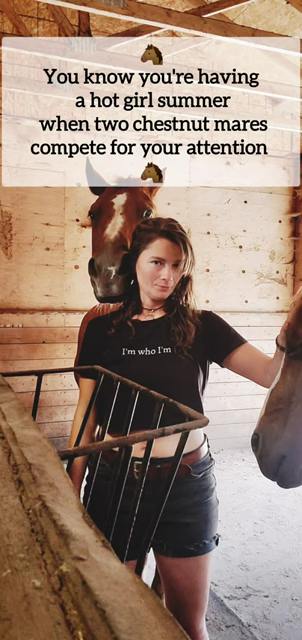 You know you're having
a hot girl summer
when two chestnut mares
compete for your attention
I'm who I'm